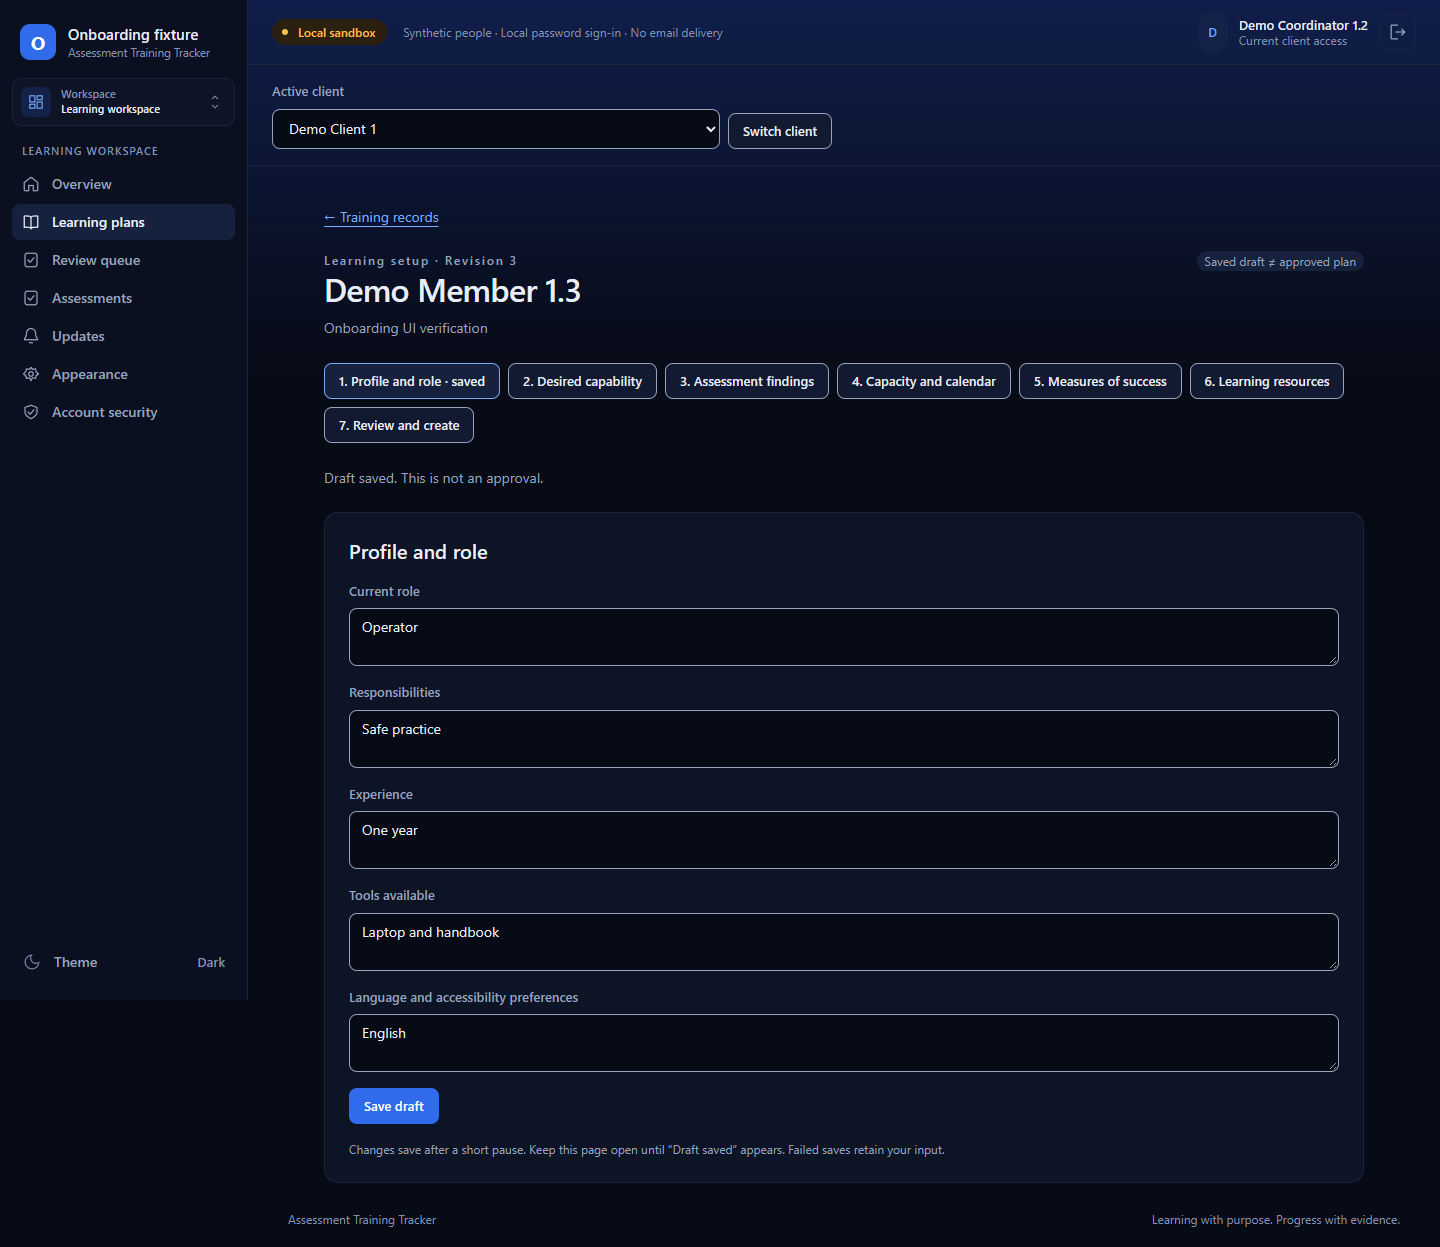 O
Onboarding fixture
Assessment Training Tracker
Workspace
Learning workspace
LEARNING WORKSPACE
Overview
Learning plans
Review queue
Assessments
Updates
Appearance
Account security
Theme
Dark
Local sandbox
Synthetic people · Local password sign-in · No email delivery
D
Demo Coordinator 1.2
Current client access
Active client
Demo Client 1
Switch client
← Training records
Learning setup · Revision 3
Saved draft ≠ approved plan
Demo Member 1.3
Onboarding UI verification
1. Profile and role · saved
2. Desired capability
3. Assessment findings
4. Capacity and calendar
5. Measures of success
6. Learning resources
7. Review and create
Draft saved. This is not an approval.
Profile and role
Current role
Operator
Responsibilities
Safe practice
Experience
One year
Tools available
Laptop and handbook
Language and accessibility preferences
English
Save draft
Changes save after a short pause. Keep this page open until “Draft saved” appears. Failed saves retain your input.
Assessment Training Tracker
Learning with purpose. Progress with evidence.